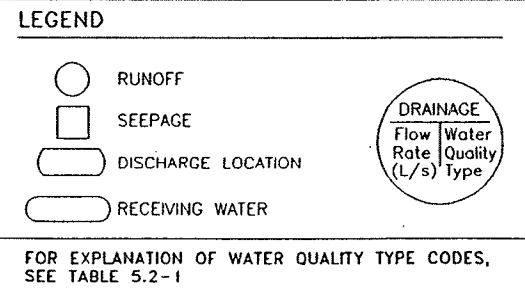 LEGEND
RUNOFF
SEEPAGE
DISCHARGE LOCATION
RECEIVING WATER
DRAINAGE
Flow Water
Rate Quality
(L/s) Type
FOR EXPLANATION OF WATER QUALITY TYPE CODES,
SEE TABLE 5.2-1